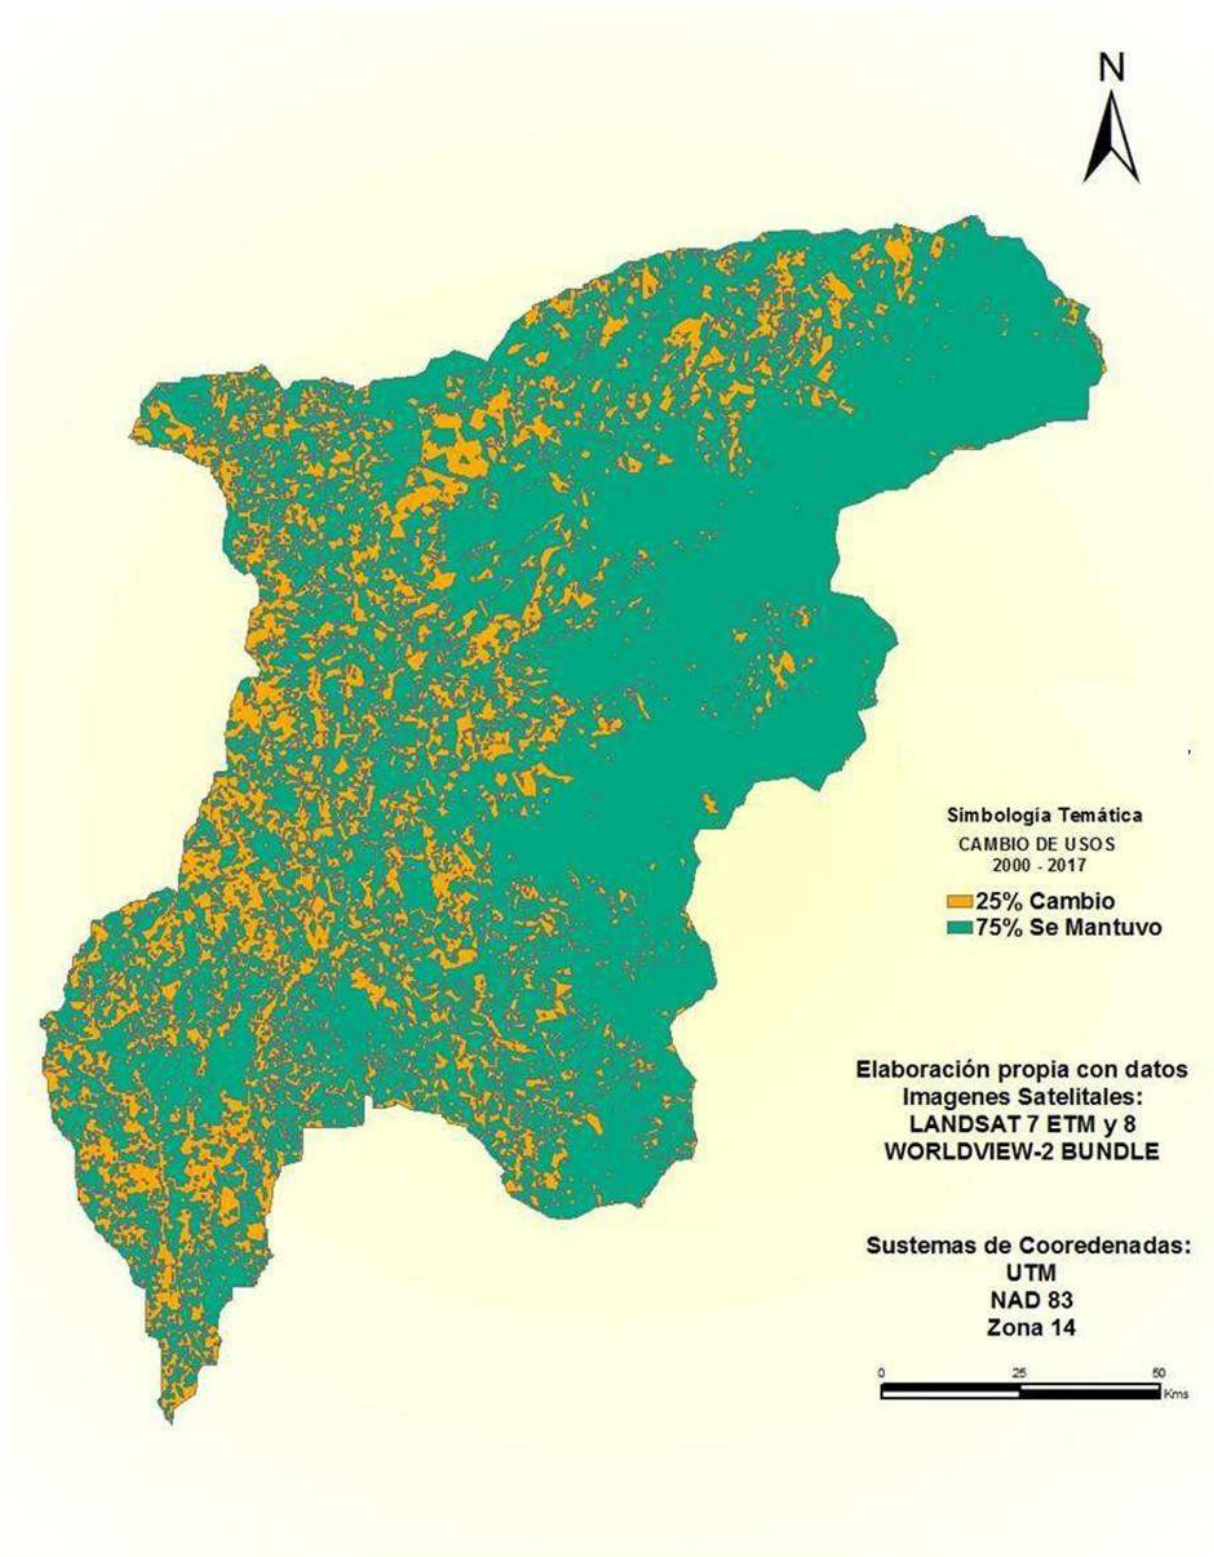 N
Simbología Temática
CAMBIO DE USOS
2000 - 2017
25% Cambio
75% Se Mantuvo
Elaboración propia con datos
Imagenes Satelitales:
LANDSAT 7 ETM y 8
WORLDVIEW-2 BUNDLE
Sustemas de Cooredenadas:
UTM
NAD 83
Zona 14
0 25 50
Kms